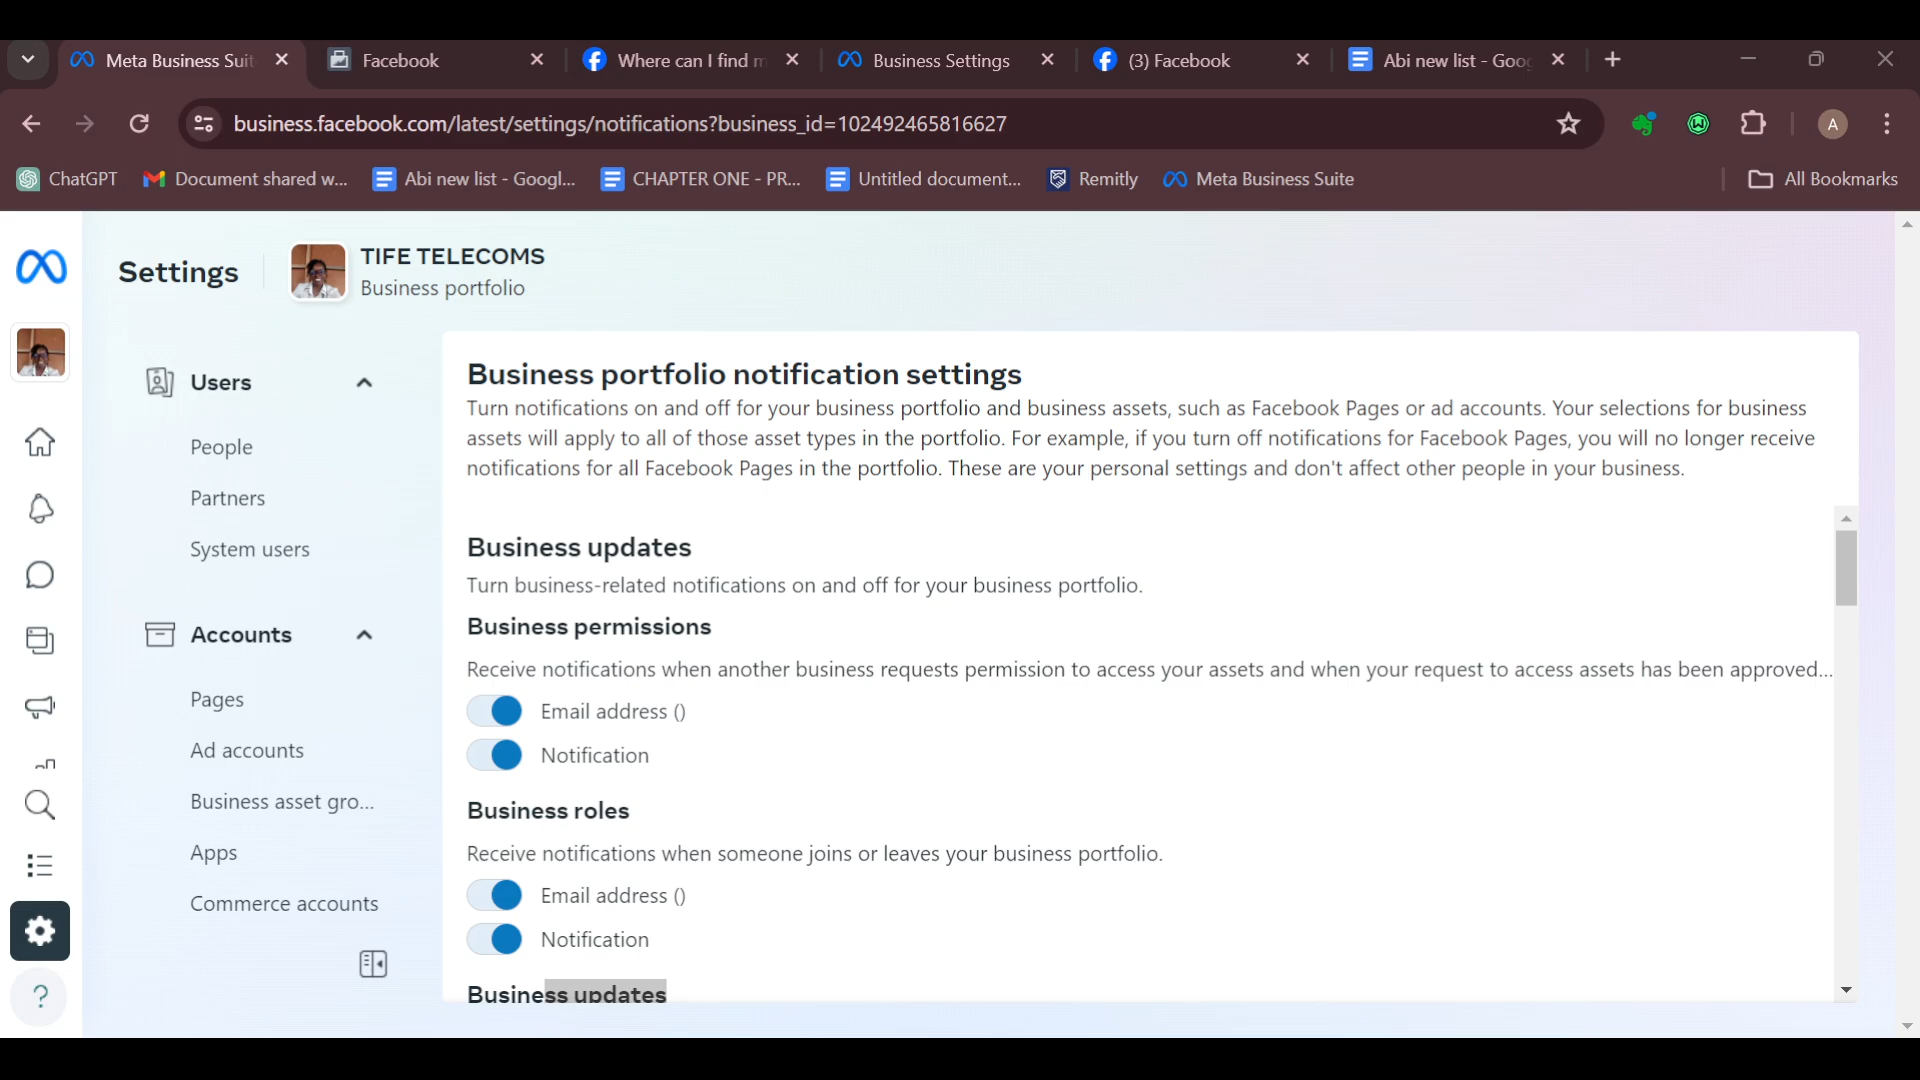 Meta Business Suit
Facebook
Where can I find m
Business Settings
(3) Facebook
Abi new list - Goog
business.facebook.com/latest/settings/notifications?business_id=102492465816627
A
ChatGPT
Document shared w...
Abi new list - Googl...
CHAPTER ONE - PR...
Untitled document...
Remitly
Meta Business Suite
All Bookmarks
Settings
TIFE TELECOMS
Business portfolio
Users
People
Partners
System users
Accounts
Pages
Ad accounts
Business asset gro...
Apps
Commerce accounts
?
Business portfolio notification settings
Turn notifications on and off for your business portfolio and business assets, such as Facebook Pages or ad accounts. Your selections for business
assets will apply to all of those asset types in the portfolio. For example, if you turn off notifications for Facebook Pages, you will no longer receive
notifications for all Facebook Pages in the portfolio. These are your personal settings and don't affect other people in your business.
Business updates
Turn business-related notifications on and off for your business portfolio.
Business permissions
Receive notifications when another business requests permission to access your assets and when your request to access assets has been approved...
Email address ()
Notification
Business roles
Receive notifications when someone joins or leaves your business portfolio.
Email address ()
Notification
Business updates